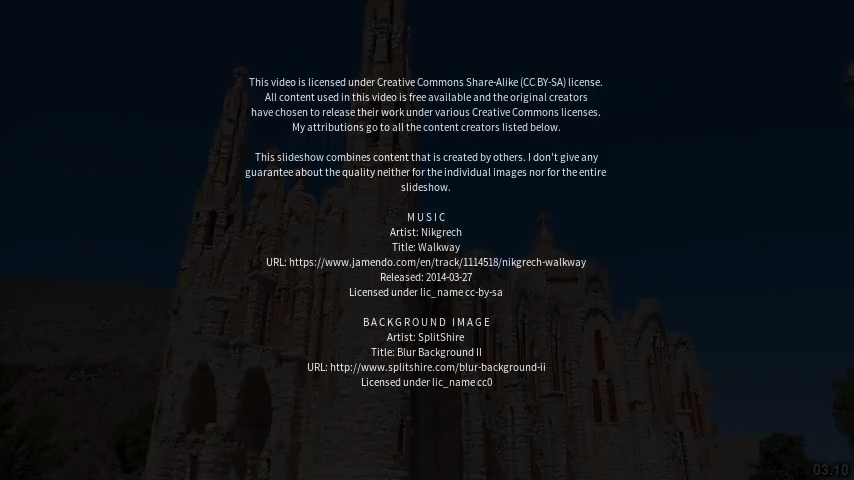 This video is licensed under Creative Commons Share-Alike (CC BY-SA) license.
All content used in this video is free available and the original creators
have chosen to release their work under various Creative Commons licenses.
My attributions go to all the content creators listed below.
This slideshow combines content that is created by others. I don't give any
guarantee about the quality neither for the individual images nor for the entire
slideshow.
MUSIC
Artist: Nikgrech
Title: Walkway
URL: https://www.jamendo.com/en/track/1114518/nikgrech-walkway
Released: 2014-03-27
Licensed under lic_name cc-by-sa
BACKGROUND IMAGE
Artist: SplitShire
Title: Blur Background II
URL: http://www.splitshire.com/blur-background-ii
Licensed under lic_name cc0
03.10